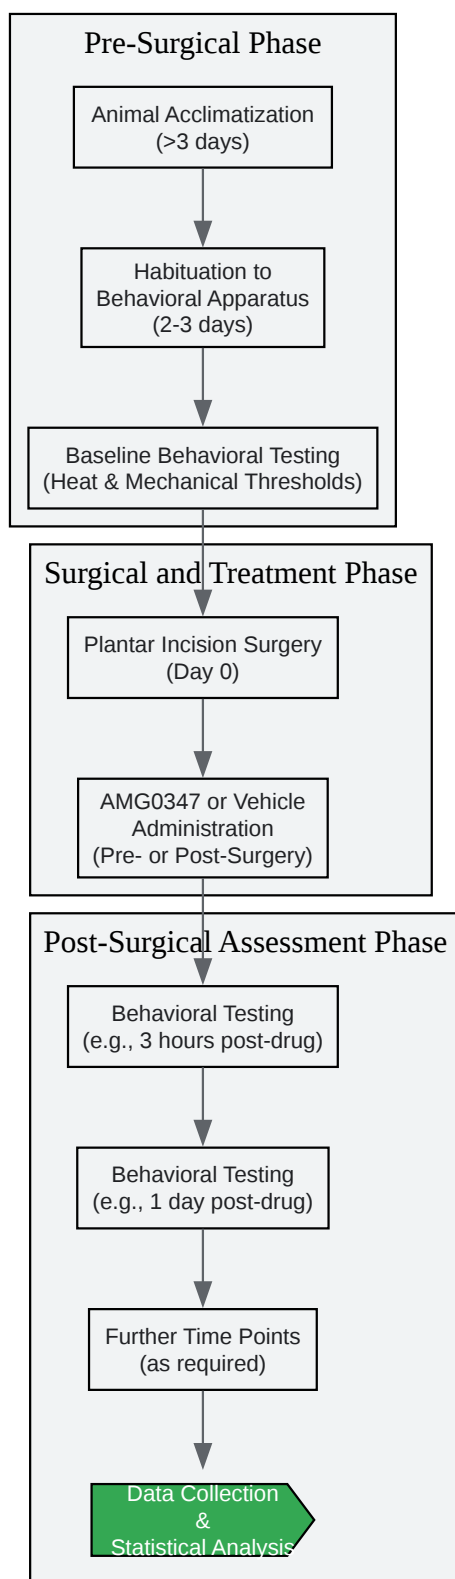 Pre-Surgical Phase
Animal Acclimatization
(>3 days)
Habituation to
Behavioral Apparatus
(2-3 days)
Baseline Behavioral Testing
(Heat & Mechanical Thresholds)
Surgical and Treatment Phase
Plantar Incision Surgery
(Day 0)
AMG0347 or Vehicle
Administration
(Pre- or Post-Surgery)
Post-Surgical Assessment Phase
Behavioral Testing
(e.g., 3 hours post-drug)
Behavioral Testing
(e.g., 1 day post-drug)
Further Time Points
(as required)
Data Collection
&
Statistical Analysis